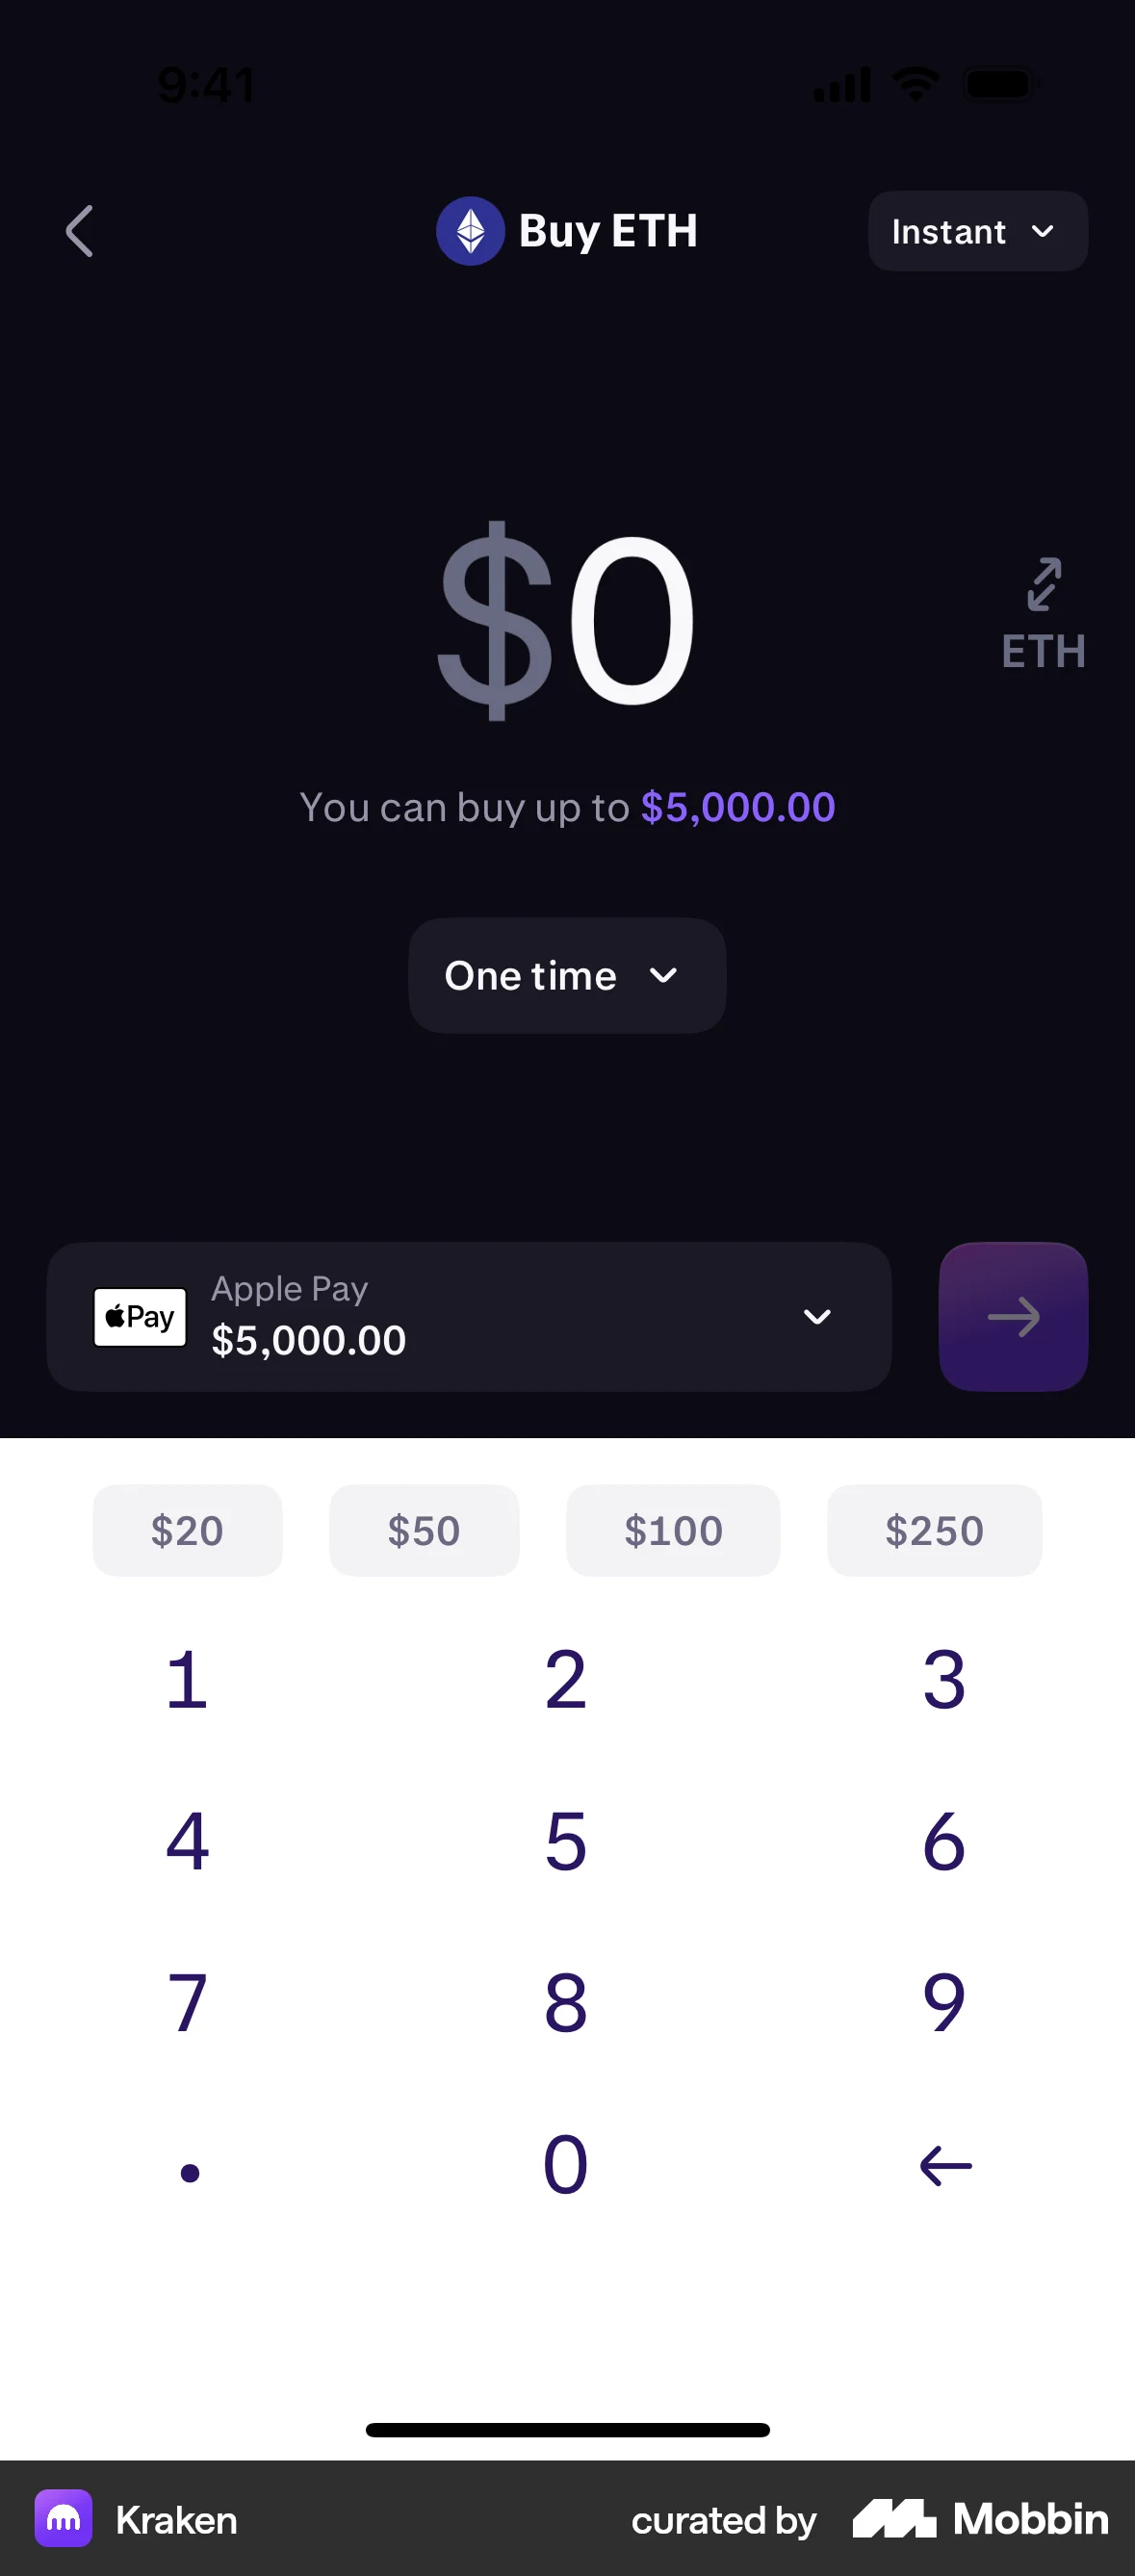 9:41
Buy ETH
Instant
$0
ETH
You can buy up to $5,000.00
One time
Pay
Apple Pay
$5,000.00
$20 $50 $100 $250
1 2 3
4 5 6
7 8 9
. 0
Kraken
curated by Mobbin